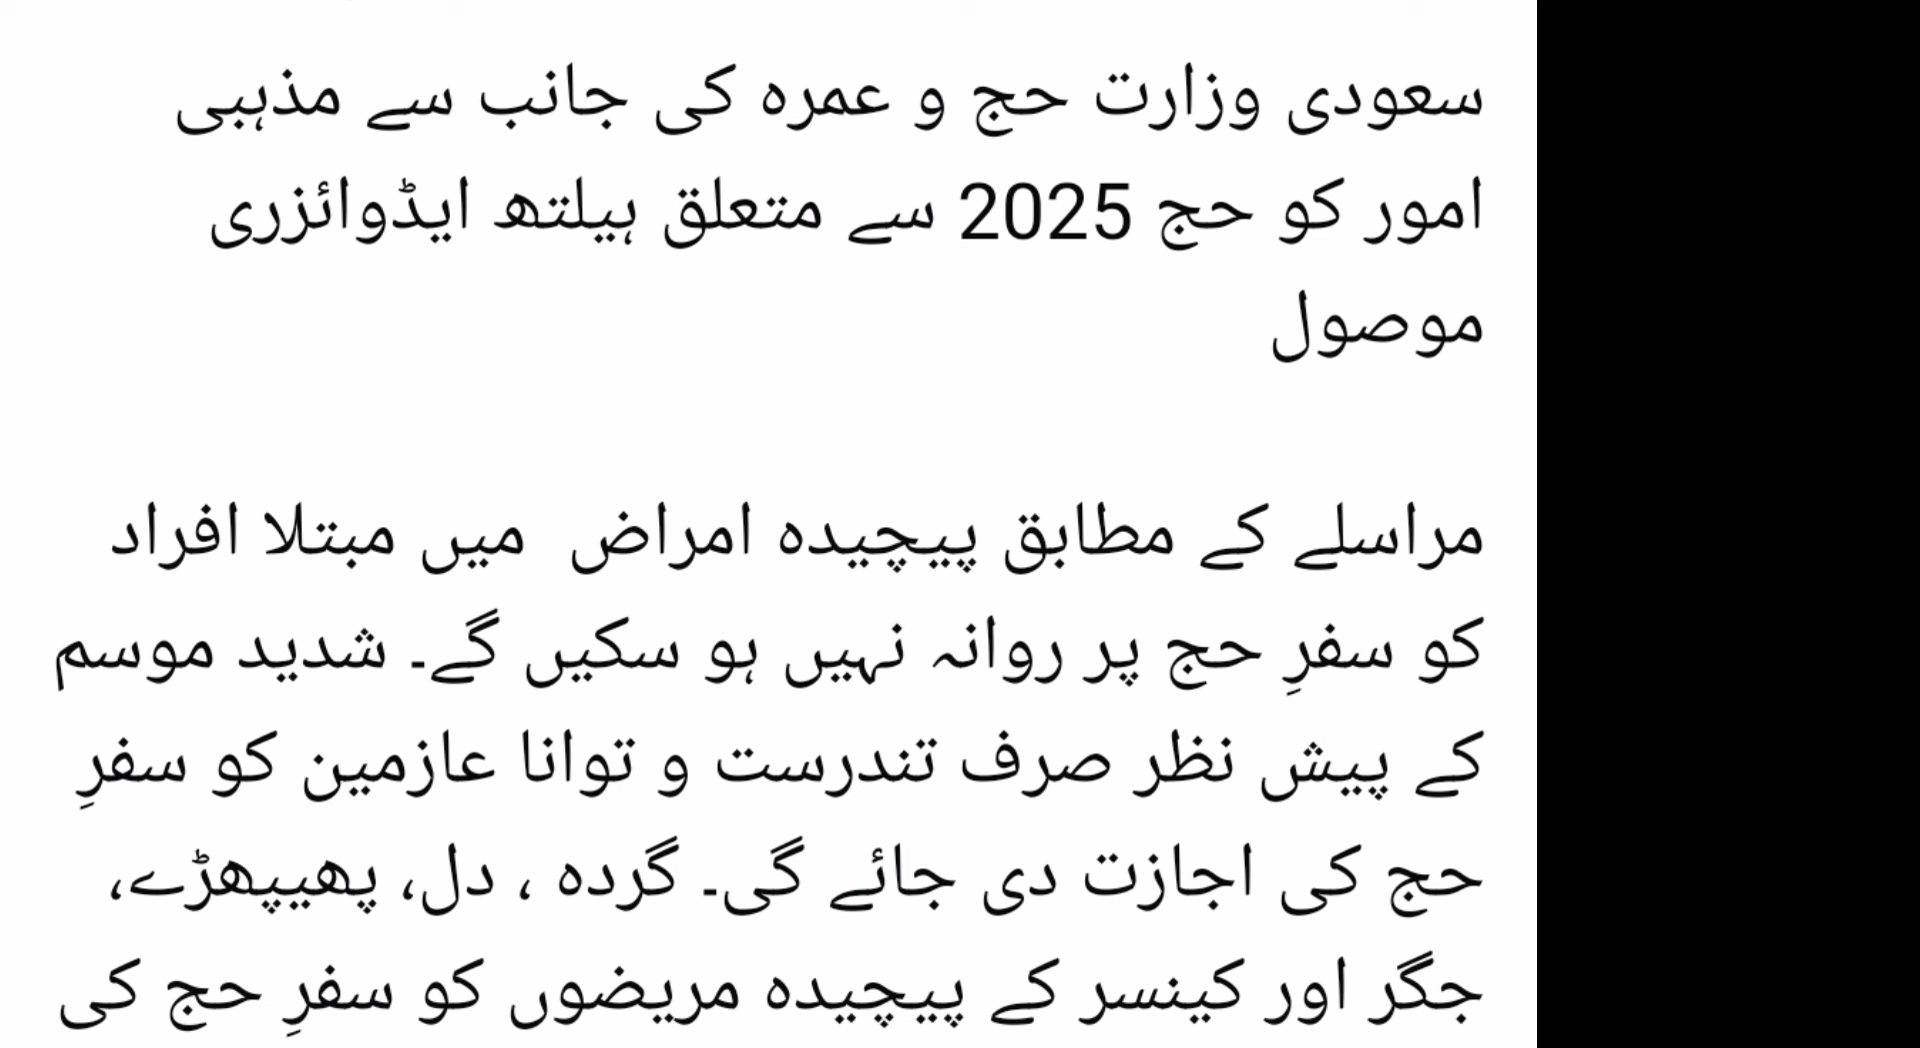 سعودی وزارت حج و عمرہ کی جانب سے مذہبی
امور کو حج 2025 سے متعلق ہیلتھ ایڈوائزری
موصول
مراسلے کے مطابق پیچیدہ امراض میں مبتلا افراد
کو سفرِ حج پر روانہ نہیں ہو سکیں گے۔ شدید موسم
کے پیش نظر صرف تندرست و توانا عازمین کو سفرِ
حج کی اجازت دی جائے گی۔ گردہ ، دل، پھیپھڑے،
جگر اور کینسر کے پیچیدہ مریضوں کو سفرِ حج کی